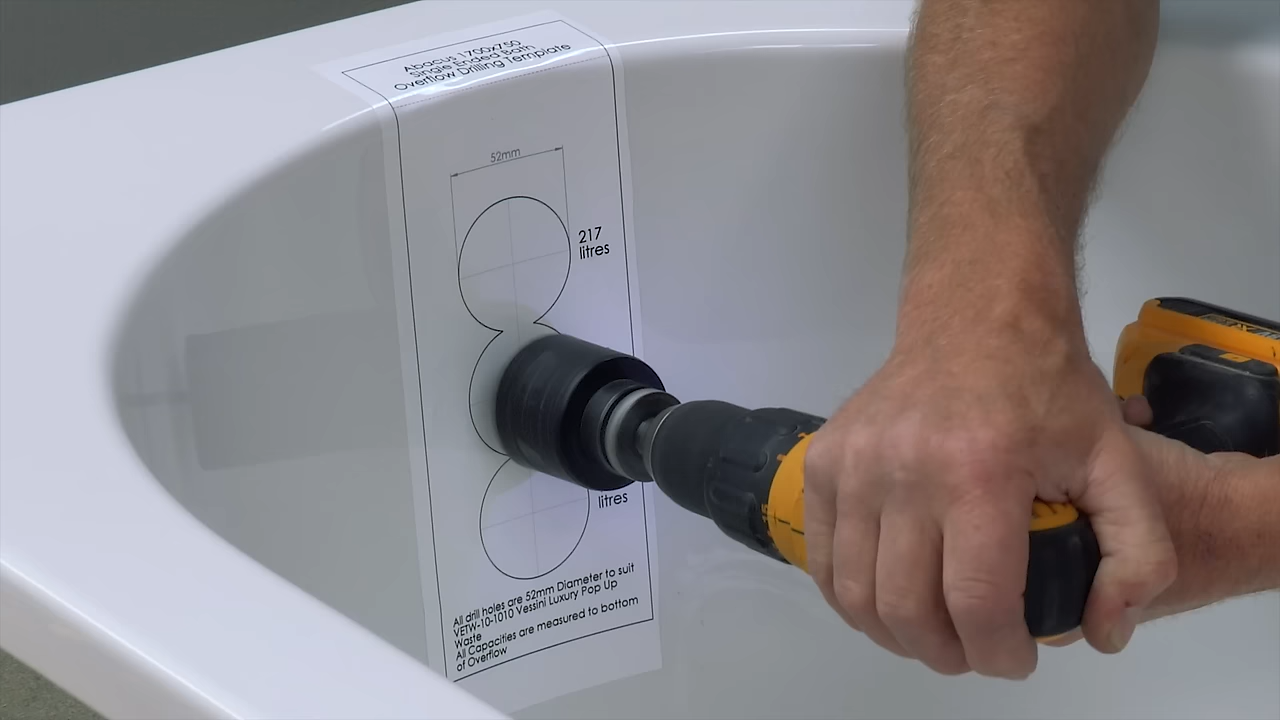 Abacus 1700x750
Single Ended Bath
Overflow Drilling Template
52mm
217
litres
litres
All drill holes are 52mm Diameter to suit
VETW-10-1010 Vessini Luxury Pop Up
Waste
All Capacities are measured to bottom
of Overflow